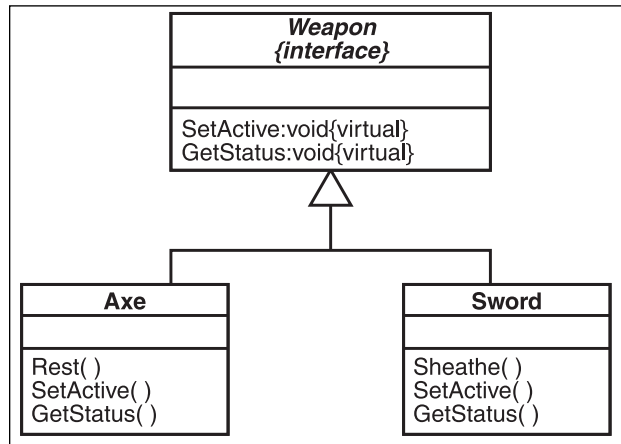 Weapon
{interface}
SetActive:void{virtual}
GetStatus:void{virtual}
Axe
Rest( )
SetActive( )
GetStatus( )
Sword
Sheathe( )
SetActive( )
GetStatus( )